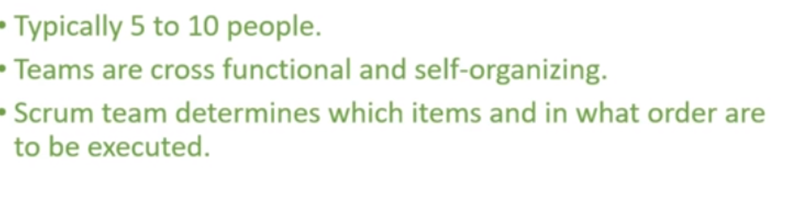 • Typically 5 to 10 people.
• Teams are cross functional and self-organizing.
• Scrum team determines which items and in what order are
to be executed.